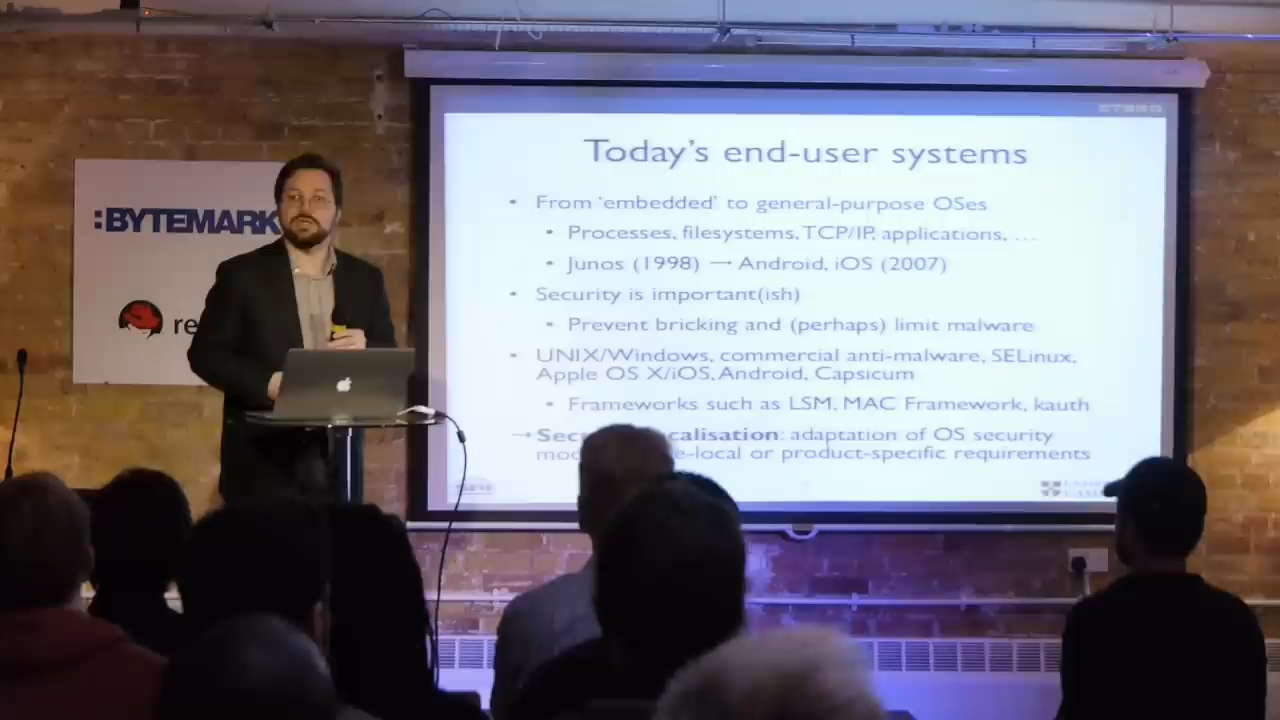 :BYTEMARK
re
Today's end-user systems
• From 'embedded' to general-purpose OSes
• Processes, filesystems, TCP/IP, applications, …
• Junos (1998) → Android, iOS (2007)
• Security is important(ish)
• Prevent bricking and (perhaps) limit malware
• UNIX/Windows, commercial anti-malware, SELinux,
Apple OS X/iOS, Android, Capsicum
• Frameworks such as LSM, MAC Framework, kauth
→ Sec calisation: adaptation of OS security
mod e-local or product-specific requirements